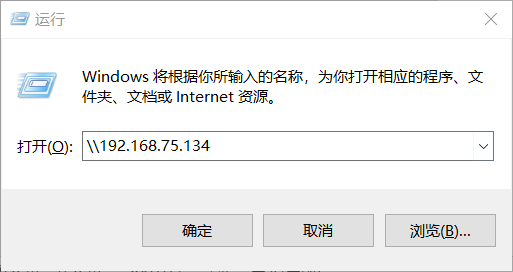 运行
Windows 将根据你所输入的名称，为你打开相应的程序、文
件夹、文档或 Internet 资源。
打开(O): \\192.168.75.134
确定 取消 浏览(B)...